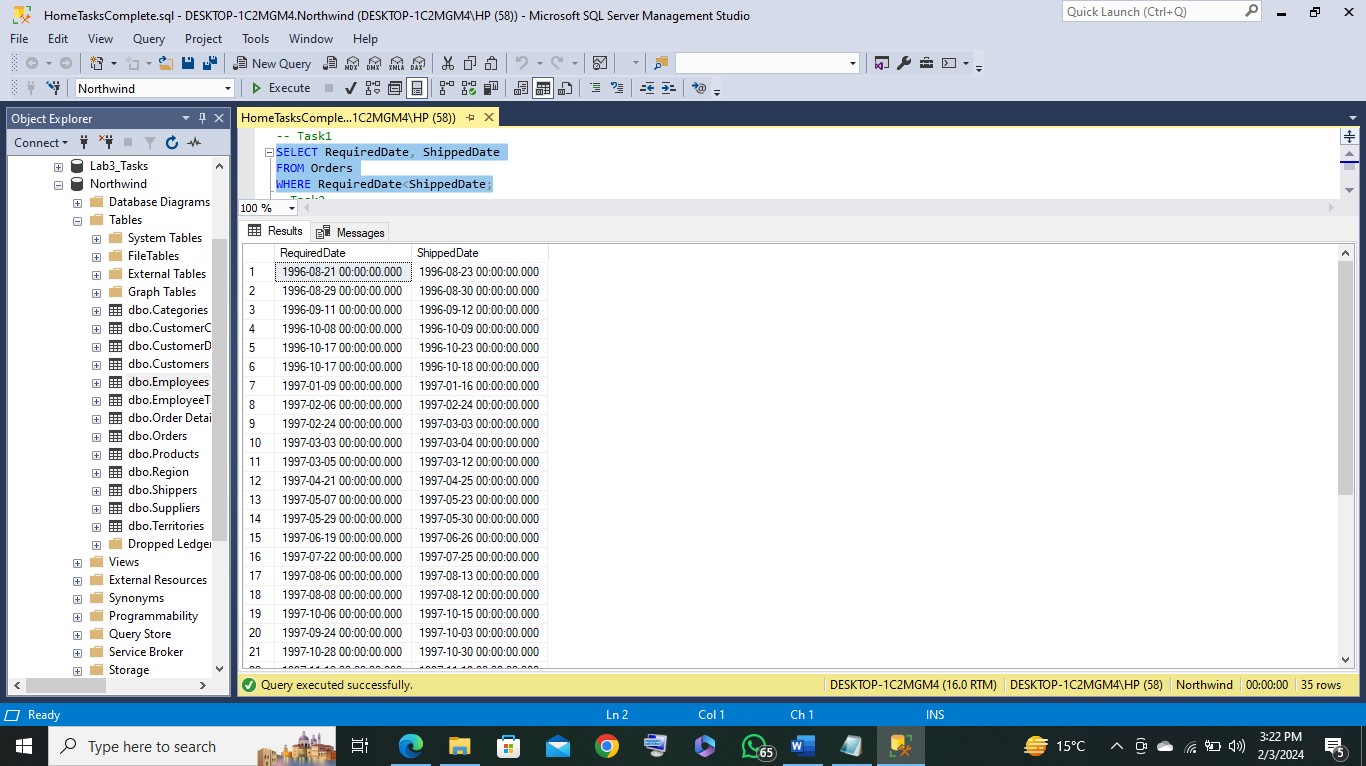 HomeTasksComplete.sql - DESKTOP-1C2MGM4.Northwind (DESKTOP-1C2MGM4\HP (58)) - Microsoft SQL Server Management Studio
Quick Launch (Ctrl+Q)
File Edit View Query Project Tools Window Help
New Query MDX DMX XMLA DAX
Northwind Execute
Object Explorer
Connect
Lab3_Tasks
Northwind
Database Diagrams
Tables
System Tables
FileTables
External Tables
Graph Tables
dbo.Categories
dbo.CustomerC
dbo.CustomerD
dbo.Customers
dbo.Employees
dbo.EmployeeT
dbo.Order Detai
dbo.Orders
dbo.Products
dbo.Region
dbo.Shippers
dbo.Suppliers
dbo.Territories
Dropped Ledger
Views
External Resources
Synonyms
Programmability
Query Store
Service Broker
Storage
HomeTasksComple...1C2MGM4\HP (58))
-- Task1
SELECT RequiredDate, ShippedDate
FROM Orders
WHERE RequiredDate<ShippedDate;
100 %
Results Messages
RequiredDate ShippedDate
1 1996-08-21 00:00:00.000 1996-08-23 00:00:00.000
2 1996-08-29 00:00:00.000 1996-08-30 00:00:00.000
3 1996-09-11 00:00:00.000 1996-09-12 00:00:00.000
4 1996-10-08 00:00:00.000 1996-10-09 00:00:00.000
5 1996-10-17 00:00:00.000 1996-10-23 00:00:00.000
6 1996-10-17 00:00:00.000 1996-10-18 00:00:00.000
7 1997-01-09 00:00:00.000 1997-01-16 00:00:00.000
8 1997-02-06 00:00:00.000 1997-02-24 00:00:00.000
9 1997-02-24 00:00:00.000 1997-03-03 00:00:00.000
10 1997-03-03 00:00:00.000 1997-03-04 00:00:00.000
11 1997-03-05 00:00:00.000 1997-03-12 00:00:00.000
12 1997-04-21 00:00:00.000 1997-04-25 00:00:00.000
13 1997-05-07 00:00:00.000 1997-05-23 00:00:00.000
14 1997-05-29 00:00:00.000 1997-05-30 00:00:00.000
15 1997-06-19 00:00:00.000 1997-06-26 00:00:00.000
16 1997-07-22 00:00:00.000 1997-07-25 00:00:00.000
17 1997-08-06 00:00:00.000 1997-08-13 00:00:00.000
18 1997-08-08 00:00:00.000 1997-08-12 00:00:00.000
19 1997-10-06 00:00:00.000 1997-10-15 00:00:00.000
20 1997-09-24 00:00:00.000 1997-10-03 00:00:00.000
21 1997-10-28 00:00:00.000 1997-10-30 00:00:00.000
Query executed successfully. DESKTOP-1C2MGM4 (16.0 RTM) DESKTOP-1C2MGM4\HP (58) Northwind 00:00:00 35 rows
Ready Ln 2 Col 1 Ch 1 INS
Type here to search
65
15°C
3:22 PM
2/3/2024
5